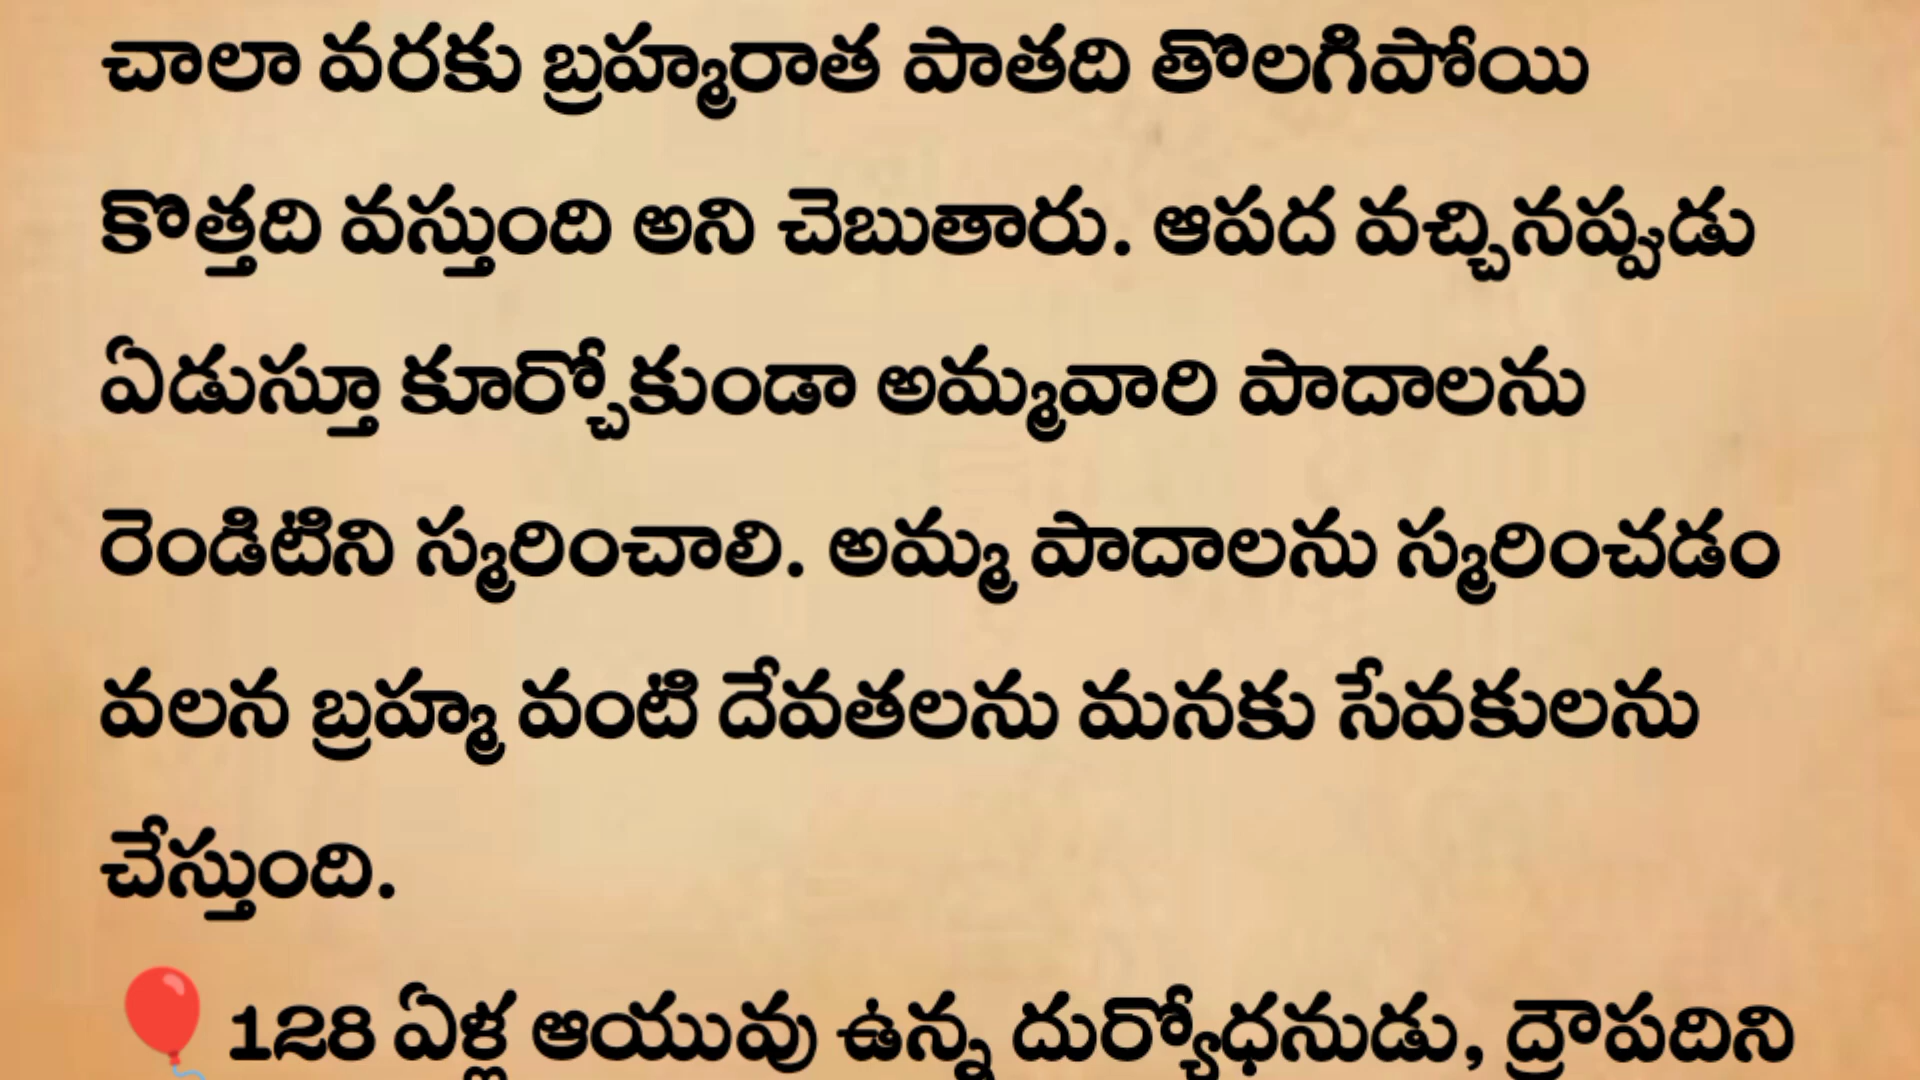 చాలా వరకు బ్రహ్మరాత పాతది తొలగిపోయి
కొత్తది వస్తుంది అని చెబుతారు. ఆపద వచ్చినప్పుడు
ఏడుస్తూ కూర్చోకుండా అమ్మవారి పాదాలను
రెండిటిని స్మరించాలి. అమ్మ పాదాలను స్మరించడం
వలన బ్రహ్మ వంటి దేవతలను మనకు సేవకులను
చేస్తుంది.
🎈 128 ఏళ్ల ఆయువు ఉన్న దుర్యోధనుడు, ద్రౌపదిని